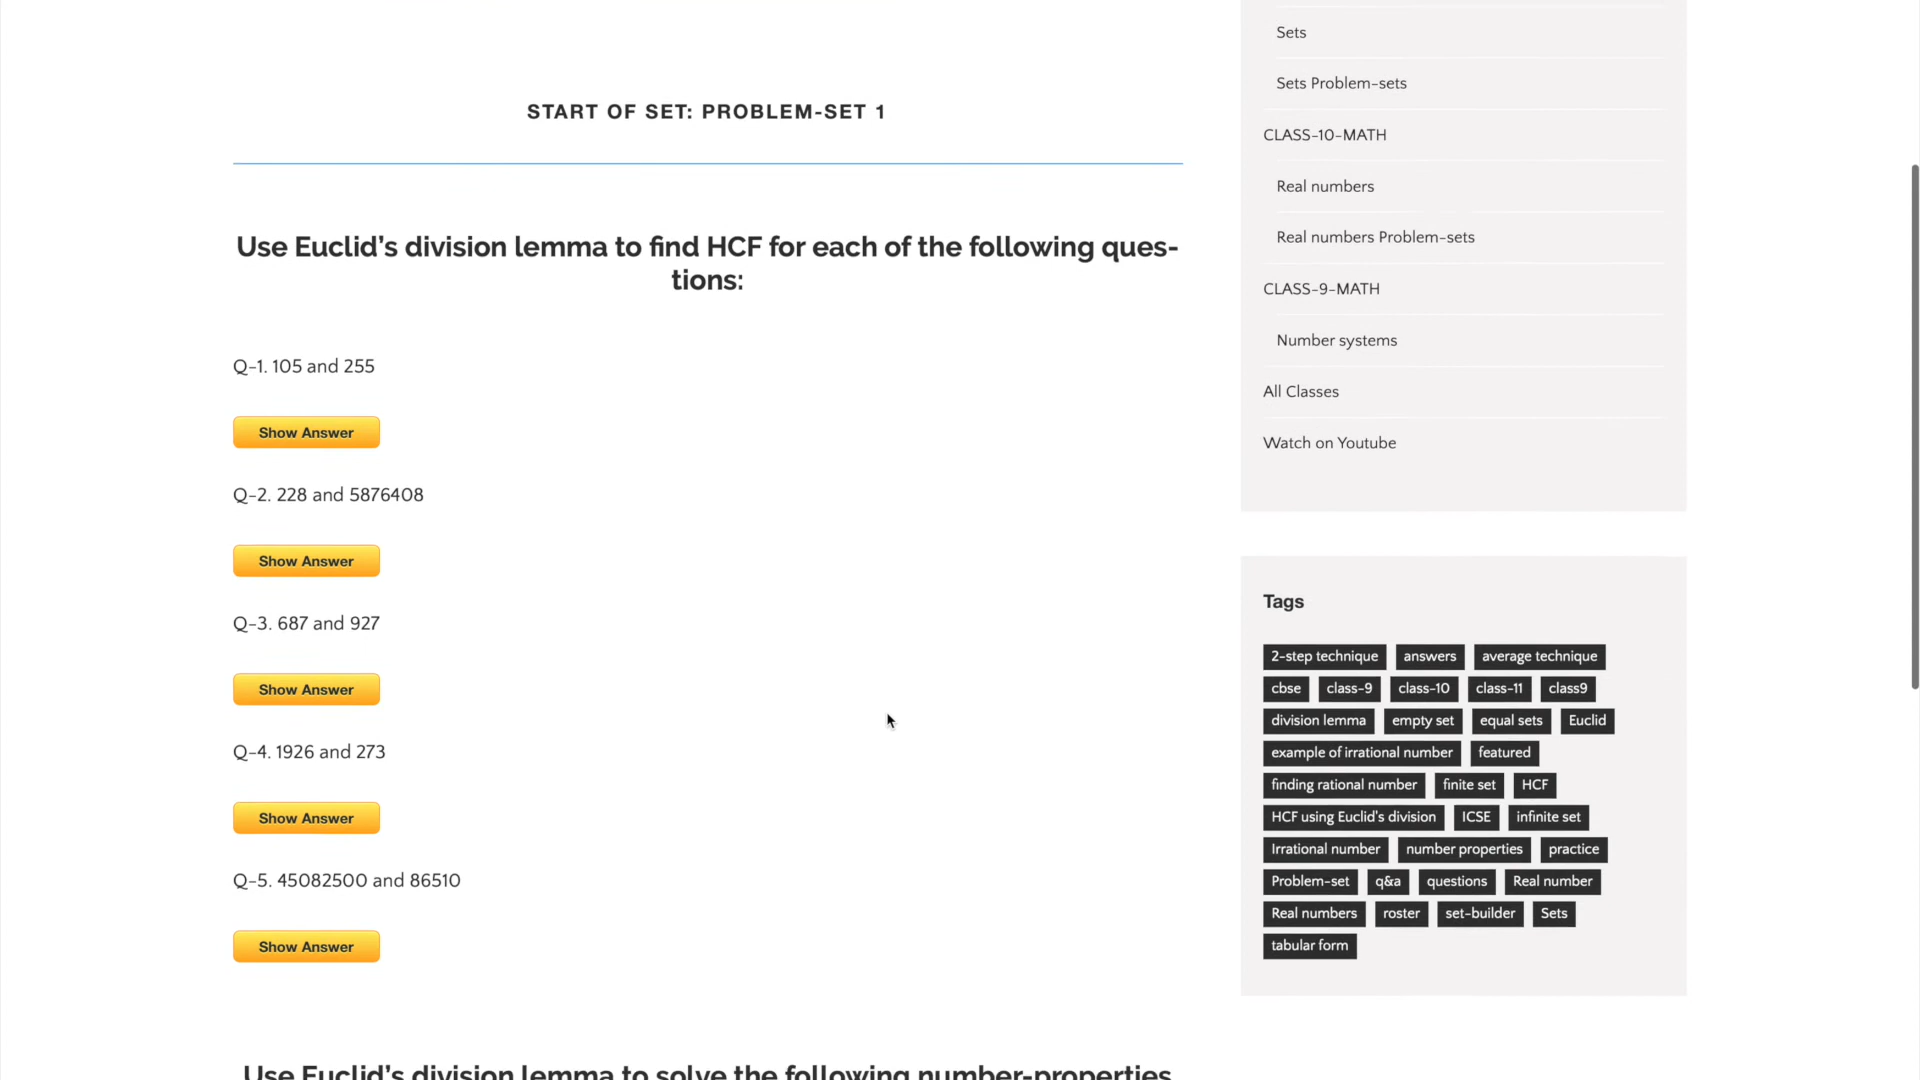 START OF SET: PROBLEM-SET 1
Use Euclid’s division lemma to find HCF for each of the following ques-
tions:
Q-1. 105 and 255
Show Answer
Q-2. 228 and 5876408
Show Answer
Q-3. 687 and 927
Show Answer
Q-4. 1926 and 273
Show Answer
Q-5. 45082500 and 86510
Show Answer
Use Euclid’s division lemma to solve the following number-properties
Sets
Sets Problem-sets
CLASS-10-MATH
Real numbers
Real numbers Problem-sets
CLASS-9-MATH
Number systems
All Classes
Watch on Youtube
Tags
2-step technique answers average technique
cbse class-9 class-10 class-11 class9
division lemma empty set equal sets Euclid
example of irrational number featured
finding rational number finite set HCF
HCF using Euclid's division ICSE infinite set
Irrational number number properties practice
Problem-set q&a questions Real number
Real numbers roster set-builder Sets
tabular form